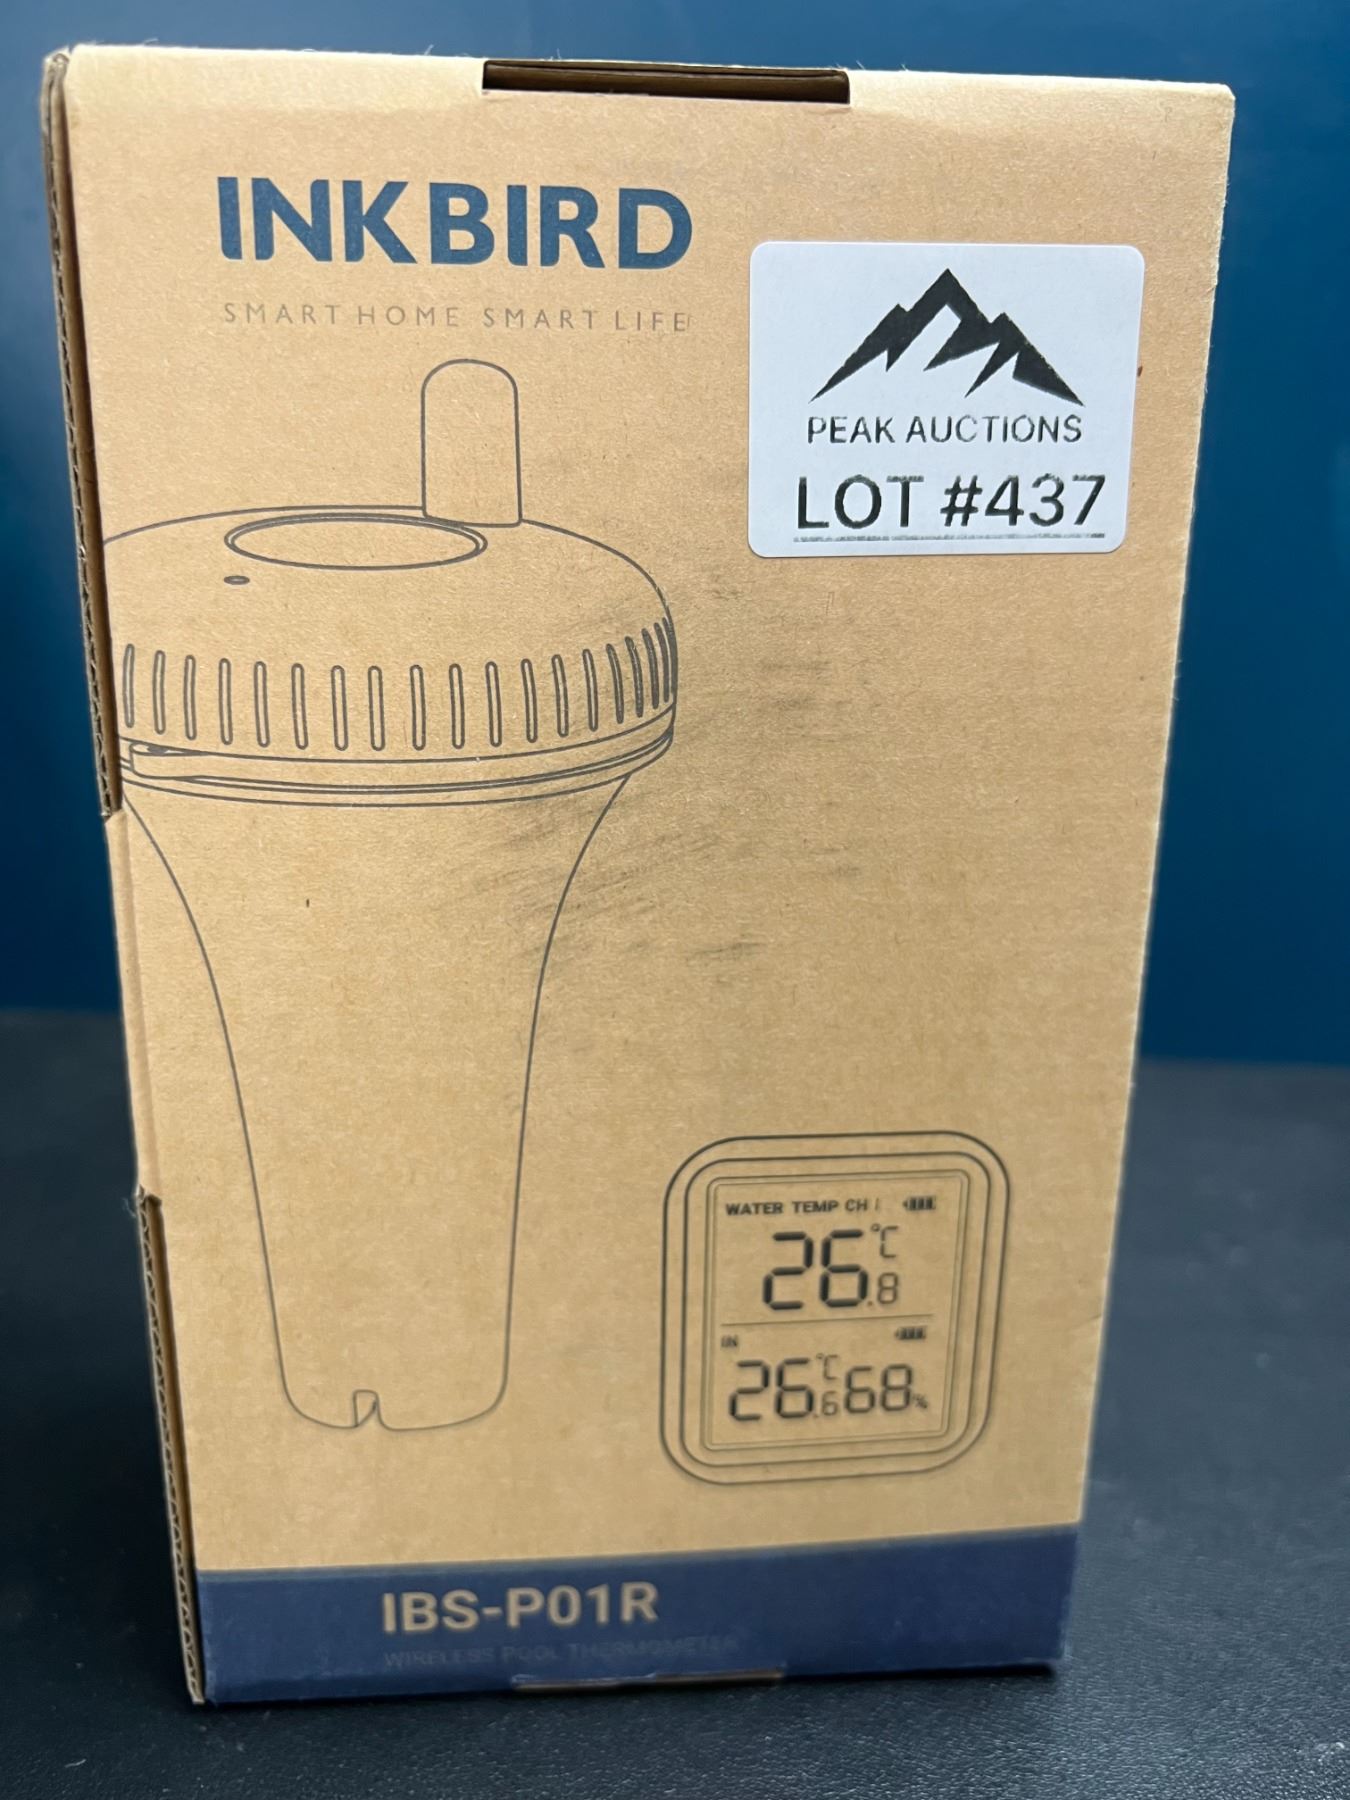 INKBIRD
SMART HOME SMART LIFE
PEAK AUCTIONS
LOT #437
WATER TEMP CH 1
26.8 °C
IN
26.6 °C 68%
IBS-P01R
WIRELESS POOL THERMOMETER